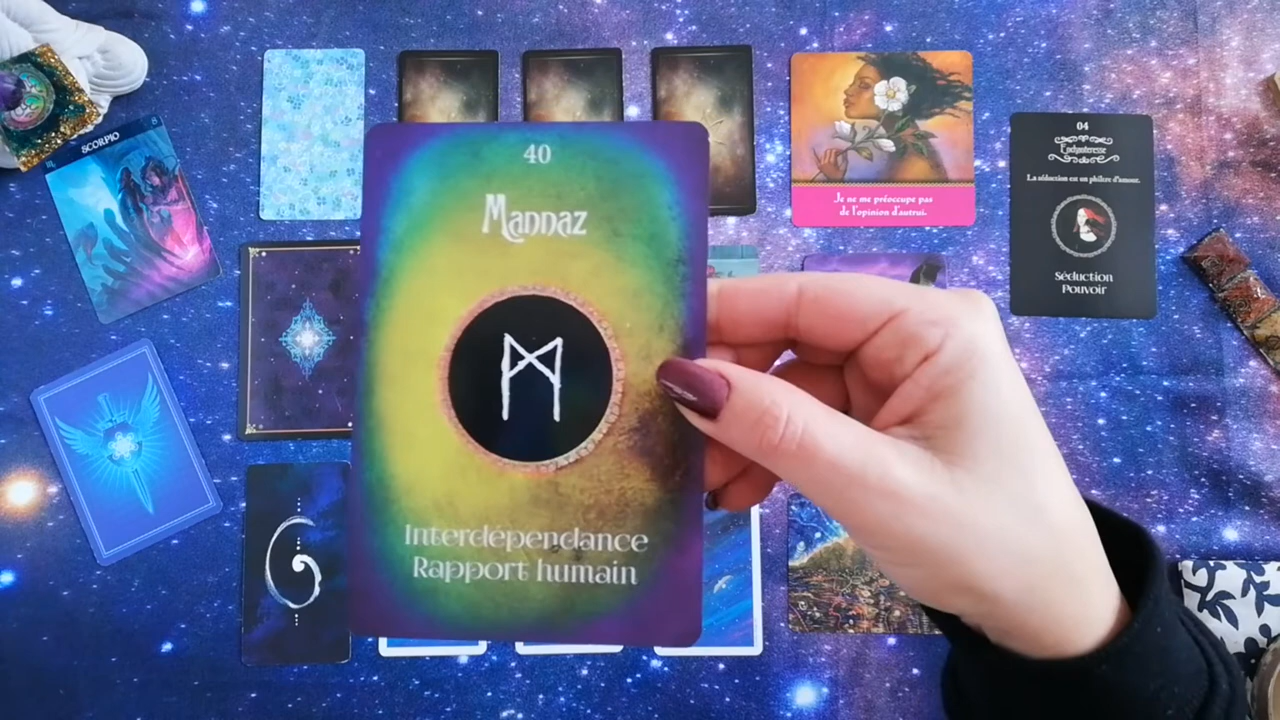 40
Mannaz
Interdépendance
Rapport humain
SCORPIO
8
Je ne me préoccupe pas
de l'opinion d'autrui.
04
Enchanteresse
La séduction est un philtre d'amour.
Séduction
Pouvoir